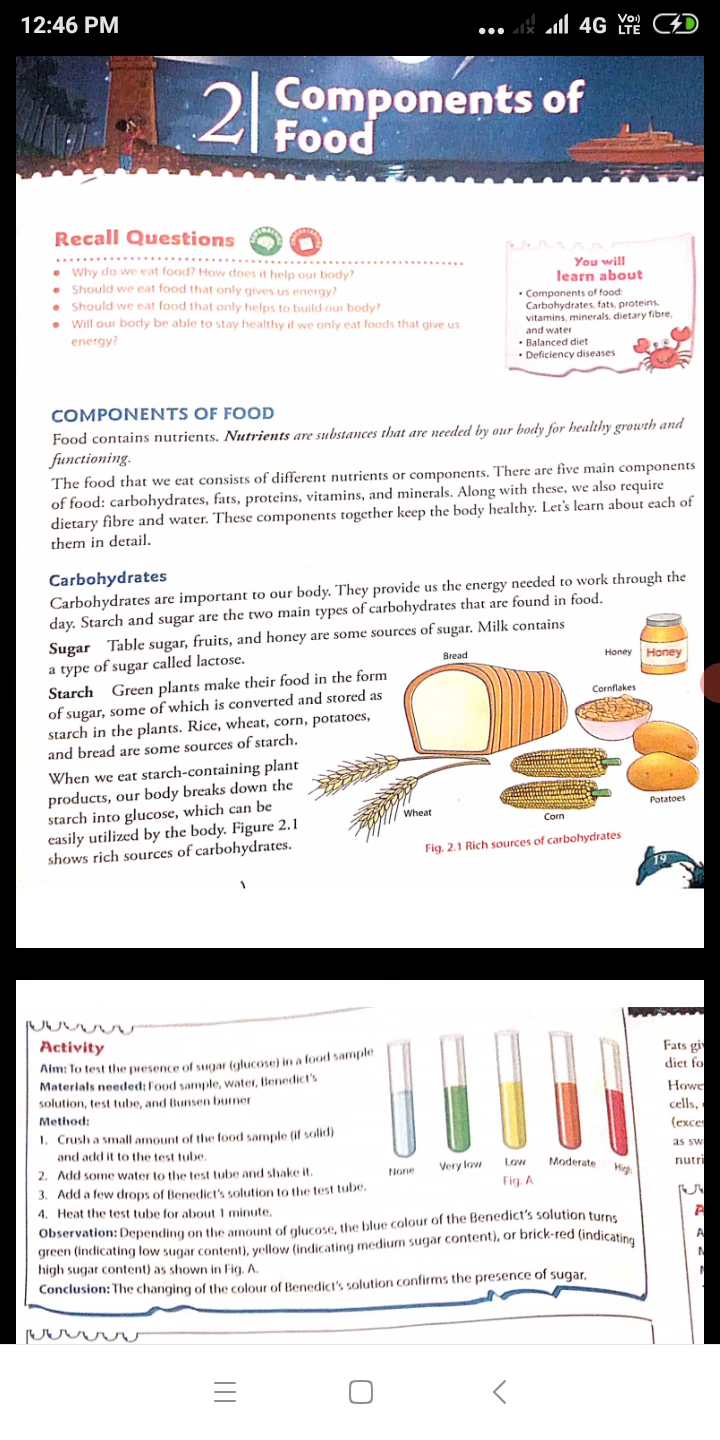 12:46 PM
4G Vo) LTE
2 Components of
Food
Recall Questions
• Why do we eat food? How does it help our body?
• Should we eat food that only gives us energy?
• Should we eat food that only helps to build our body?
• Will our body be able to stay healthy if we only eat foods that give us
energy?
You will
learn about
• Components of food:
Carbohydrates, fats, proteins,
vitamins, minerals, dietary fibre,
and water
• Balanced diet
• Deficiency diseases
COMPONENTS OF FOOD
Food contains nutrients. Nutrients are substances that are needed by our body for healthy growth and
functioning.
The food that we eat consists of different nutrients or components. There are five main components
of food: carbohydrates, fats, proteins, vitamins, and minerals. Along with these, we also require
dietary fibre and water. These components together keep the body healthy. Let's learn about each of
them in detail.
Carbohydrates
Carbohydrates are important to our body. They provide us the energy needed to work through the
day. Starch and sugar are the two main types of carbohydrates that are found in food.
Sugar Table sugar, fruits, and honey are some sources of sugar. Milk contains
a type of sugar called lactose.
Starch Green plants make their food in the form
of sugar, some of which is converted and stored as
starch in the plants. Rice, wheat, corn, potatoes,
and bread are some sources of starch.
When we eat starch-containing plant
products, our body breaks down the
starch into glucose, which can be
easily utilized by the body. Figure 2.1
shows rich sources of carbohydrates.
Bread
Honey
Honey
Cornflakes
Wheat
Corn
Potatoes
Fig. 2.1 Rich sources of carbohydrates
19
Activity
Aim: To test the presence of sugar (glucose) in a food sample
Materials needed: Food sample, water, Benedict's
solution, test tube, and Bunsen burner
Method:
1. Crush a small amount of the food sample (if solid)
and add it to the test tube.
2. Add some water to the test tube and shake it.
3. Add a few drops of Benedict's solution to the test tube.
4. Heat the test tube for about 1 minute.
None
Very low
Low
Moderate
High
Fig. A
Observation: Depending on the amount of glucose, the blue colour of the Benedict's solution turns
green (indicating low sugar content), yellow (indicating medium sugar content), or brick-red (indicating
high sugar content) as shown in Fig. A.
Conclusion: The changing of the colour of Benedict's solution confirms the presence of sugar.
Fats gi
diet fo
Howe
cells,
(exce
as sw
nutri